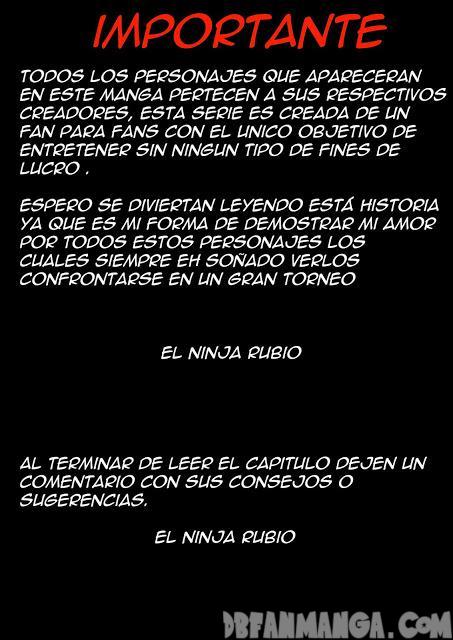 IMPORTANTE
TODOS LOS PERSONAJES QUE APARECERAN
EN ESTE MANGA PERTECEN A SUS RESPECTIVOS
CREADORES, ESTA SERIE ES CREADA DE UN
FAN PARA FANS CON EL UNICO OBJETIVO DE
ENTRETENER SIN NINGUN TIPO DE FINES DE
LUCRO .
ESPERO SE DIVIERTAN LEYENDO ESTÁ HISTORIA
YA QUE ES MI FORMA DE DEMOSTRAR MI AMOR
POR TODOS ESTOS PERSONAJES LOS
CUALES SIEMPRE EH SOÑADO VERLOS
CONFRONTARSE EN UN GRAN TORNEO
EL NINJA RUBIO
AL TERMINAR DE LEER EL CAPITULO DEJEN UN
COMENTARIO CON SUS CONSEJOS O
SUGERENCIAS.
EL NINJA RUBIO
DBFANMANGA.COM